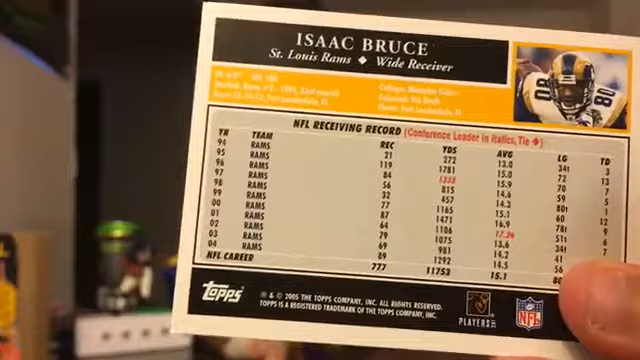 ISAAC BRUCE
St. Louis Rams ◆ Wide Receiver
80
80
NFL RECEIVING RECORD (Conference Leader in Italics, Tie ◆)
YR TEAM REC YDS AVG LG TD
94 RAMS 21 272 13.0 34t 3
95 RAMS 119 1781 15.0 72 13
96 RAMS 84 1338 15.9 70 7
97 RAMS 56 815 14.6 59 5
98 RAMS 32 457 14.3 80t 1
99 RAMS 77 1165 15.1 60 12
00 RAMS 87 1471 16.9 78t 9
01 RAMS 64 1106 17.3 51t 6
02 RAMS 79 1075 13.6 34t 7
03 RAMS 69 981 14.2 41
04 RAMS 89 1292 14.5 56
NFL CAREER 777 11753 15.1
Topps
® & © 2005 THE TOPPS COMPANY, INC. ALL RIGHTS RESERVED.
TOPPS IS A REGISTERED TRADEMARK OF THE TOPPS COMPANY, INC.
PLAYERS INC
NFL